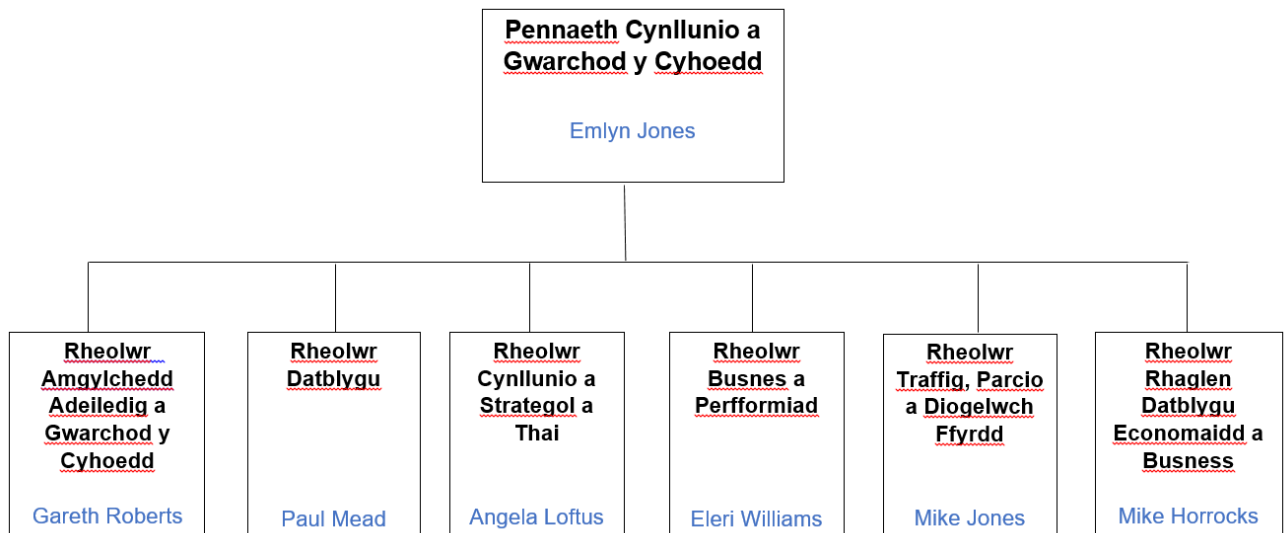 Pennaeth Cynllunio a
Gwarchod y Cyhoedd
Emlyn Jones
Rheolwr
Amgylchedd
Adeiledig a
Gwarchod y
Cyhoedd
Gareth Roberts
Rheolwr
Datblygu
Paul Mead
Rheolwr
Cynllunio a
Strategol a
Thai
Angela Loftus
Rheolwr
Busnes a
Perfformiad
Eleri Williams
Rheolwr
Traffig, Parcio
a Diogelwch
Ffyrdd
Mike Jones
Rheolwr
Rhaglen
Datblygu
Economaidd a
Business
Mike Horrocks